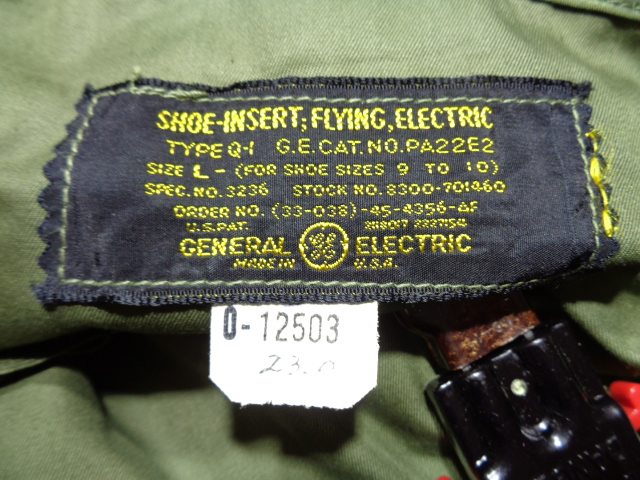 SHOE-INSERT; FLYING, ELECTRIC
TYPE Q-1 G.E. CAT. NO. PA22E2
SIZE L - (FOR SHOE SIZES 9 TO 10)
SPEC. NO. 3236 STOCK NO. 8300-701460
ORDER NO. (33-038)-45-4356-AF
U.S. PAT.
GENERAL GE ELECTRIC
MADE IN U.S.A.
0-12503
23.0